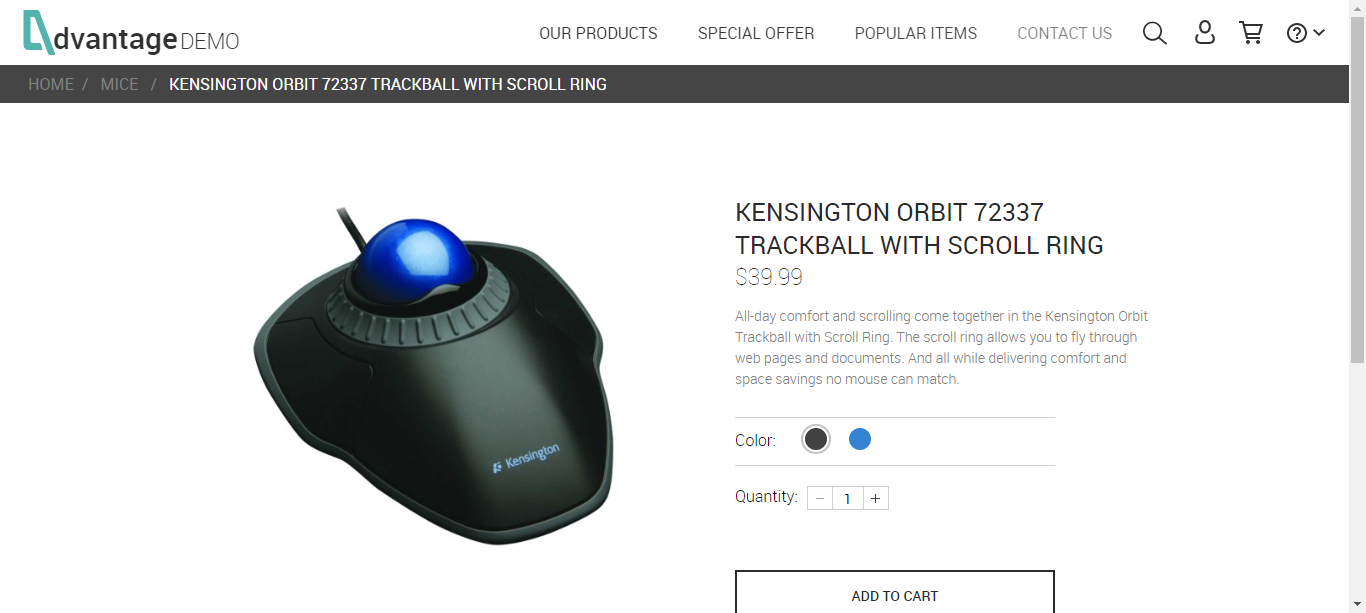 dvantage DEMO
OUR PRODUCTS SPECIAL OFFER POPULAR ITEMS CONTACT US
HOME / MICE / KENSINGTON ORBIT 72337 TRACKBALL WITH SCROLL RING
KENSINGTON ORBIT 72337
TRACKBALL WITH SCROLL RING
$39.99
All-day comfort and scrolling come together in the Kensington Orbit
Trackball with Scroll Ring. The scroll ring allows you to fly through
web pages and documents. And all while delivering comfort and
space savings no mouse can match.
Kensington
Color:
Quantity: − 1 +
ADD TO CART